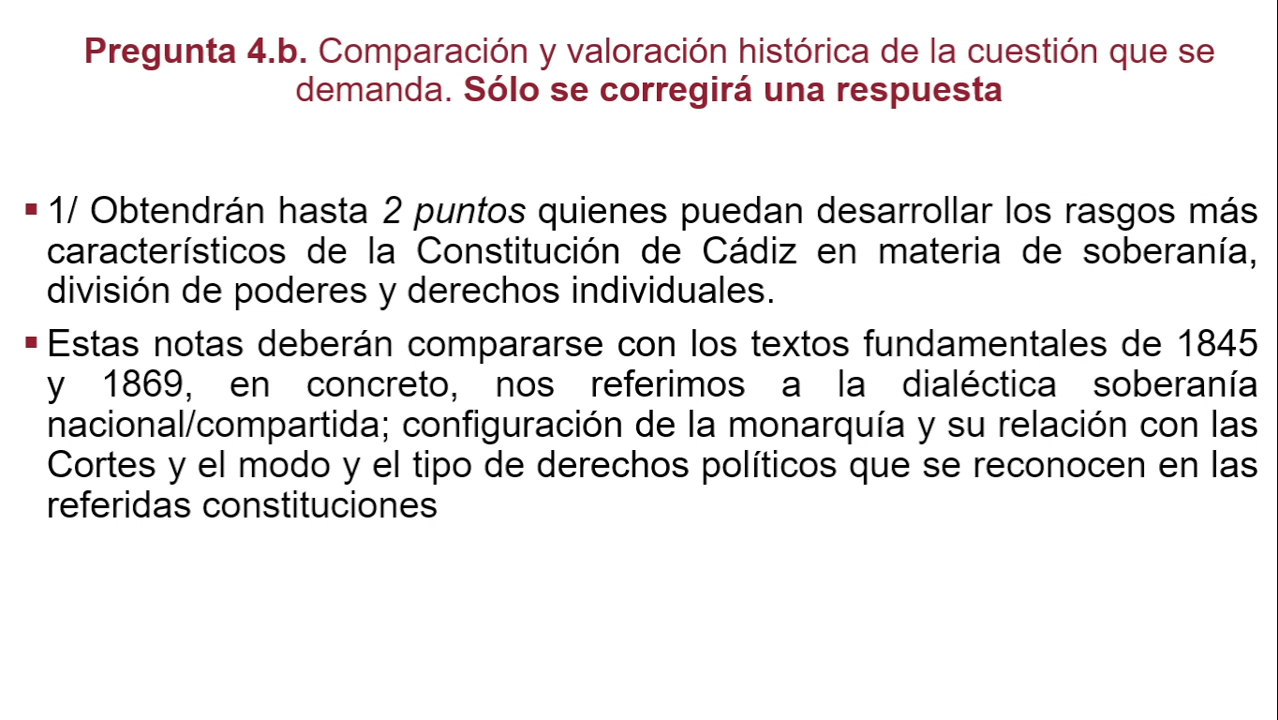 Pregunta 4.b. Comparación y valoración histórica de la cuestión que se
demanda. Sólo se corregirá una respuesta
▪ 1/ Obtendrán hasta 2 puntos quienes puedan desarrollar los rasgos más
característicos de la Constitución de Cádiz en materia de soberanía,
división de poderes y derechos individuales.
▪ Estas notas deberán compararse con los textos fundamentales de 1845
y 1869, en concreto, nos referimos a la dialéctica soberanía
nacional/compartida; configuración de la monarquía y su relación con las
Cortes y el modo y el tipo de derechos políticos que se reconocen en las
referidas constituciones